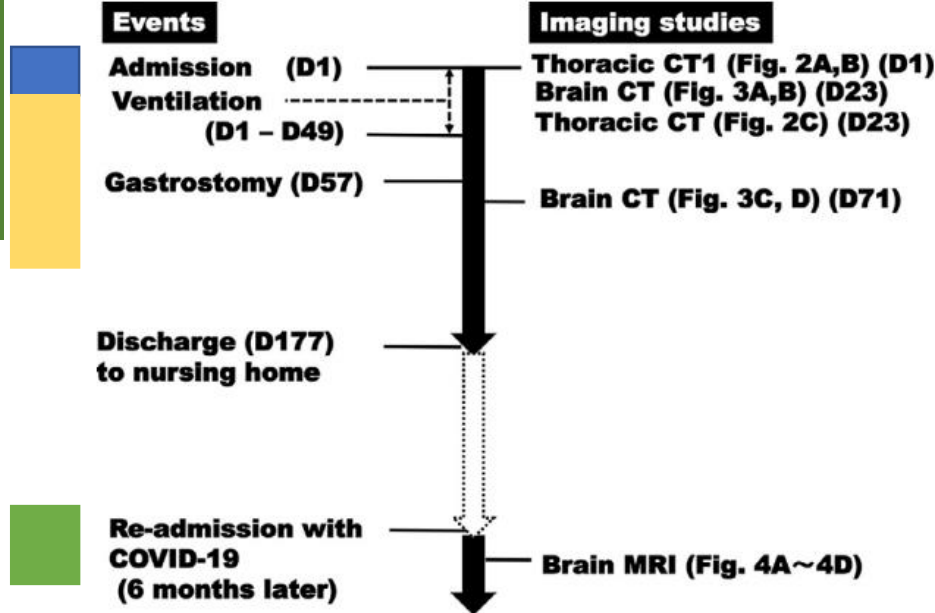 Events
Imaging studies
Admission (D1)
Ventilation
(D1 – D49)
Gastrostomy (D57)
Discharge (D177)
to nursing home
Re-admission with
COVID-19
(6 months later)
Thoracic CT1 (Fig. 2A,B) (D1)
Brain CT (Fig. 3A,B) (D23)
Thoracic CT (Fig. 2C) (D23)
Brain CT (Fig. 3C, D) (D71)
Brain MRI (Fig. 4A～4D)